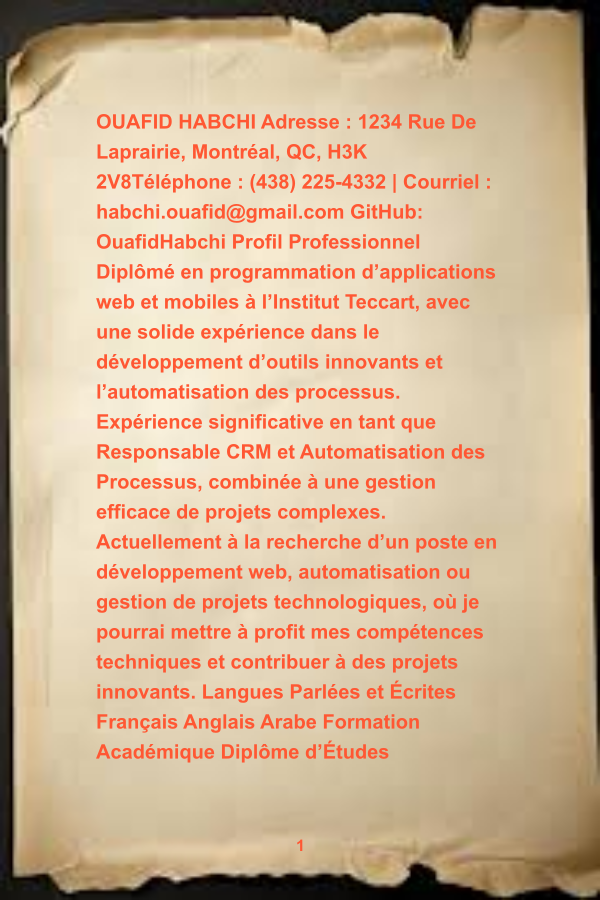 OUAFID HABCHI Adresse : 1234 Rue De
Laprairie, Montréal, QC, H3K
2V8Téléphone : (438) 225-4332 | Courriel :
habchi.ouafid@gmail.com GitHub:
OuafidHabchi Profil Professionnel
Diplômé en programmation d’applications
web et mobiles à l’Institut Teccart, avec
une solide expérience dans le
développement d’outils innovants et
l’automatisation des processus.
Expérience significative en tant que
Responsable CRM et Automatisation des
Processus, combinée à une gestion
efficace de projets complexes.
Actuellement à la recherche d’un poste en
développement web, automatisation ou
gestion de projets technologiques, où je
pourrai mettre à profit mes compétences
techniques et contribuer à des projets
innovants. Langues Parlées et Écrites
Français Anglais Arabe Formation
Académique Diplôme d’Études
1